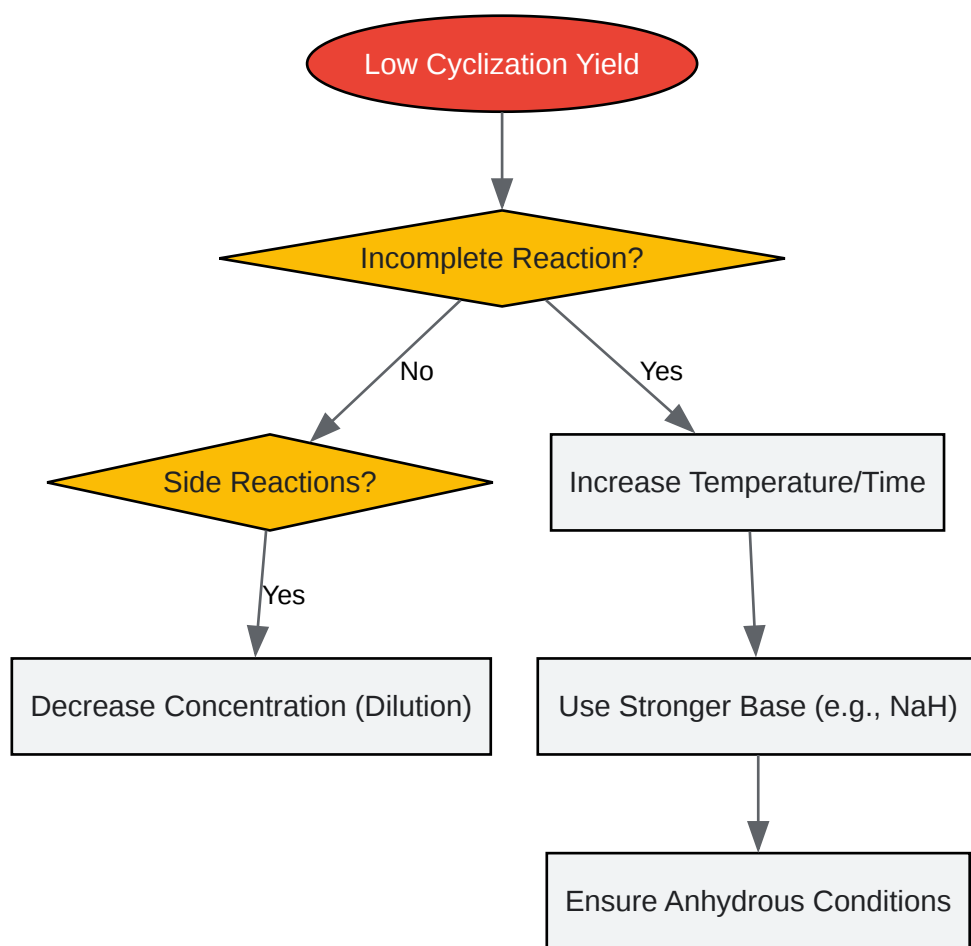 Low Cyclization Yield
Incomplete Reaction?
No
Yes
Side Reactions?
Increase Temperature/Time
Yes
Decrease Concentration (Dilution)
Use Stronger Base (e.g., NaH)
Ensure Anhydrous Conditions